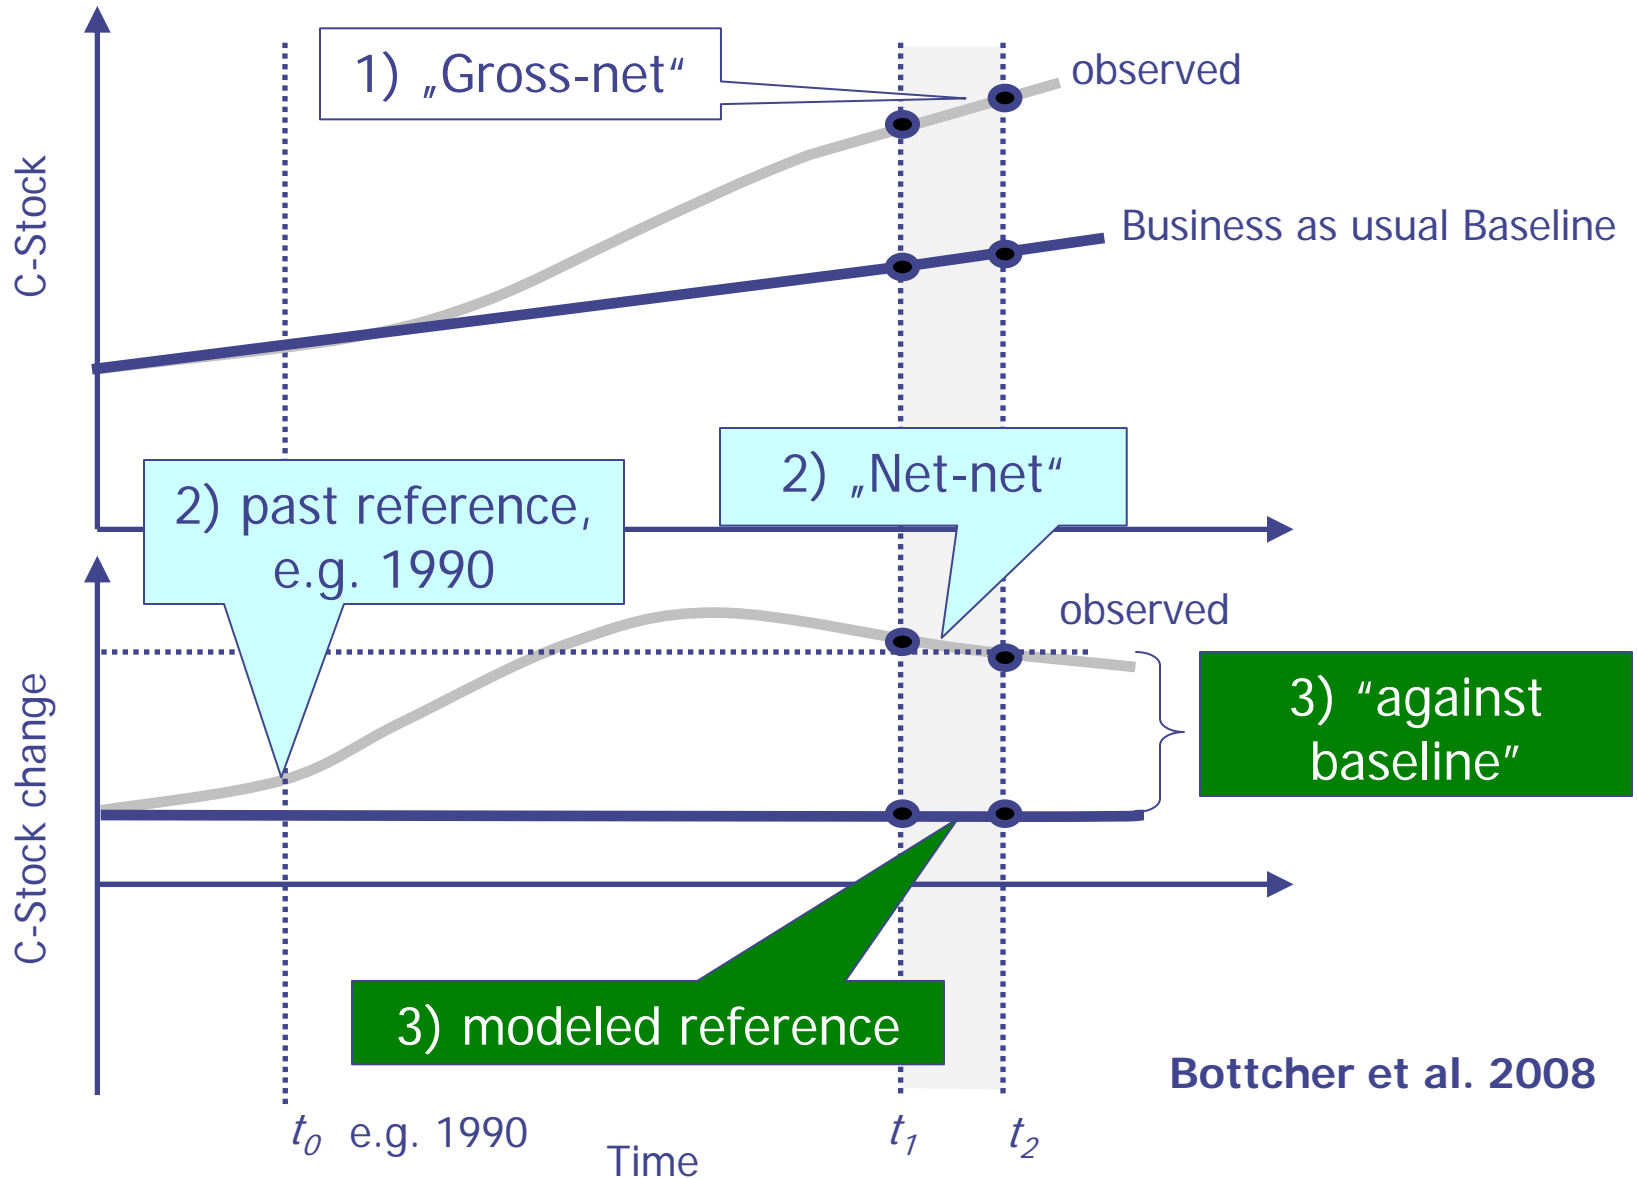 1) „Gross-net“
observed
C-Stock
Business as usual Baseline
2) „Net-net“
2) past reference,
e.g. 1990
observed
3) “against
baseline”
C-Stock change
3) modeled reference
Bottcher et al. 2008
t0 e.g. 1990
t1
t2
Time